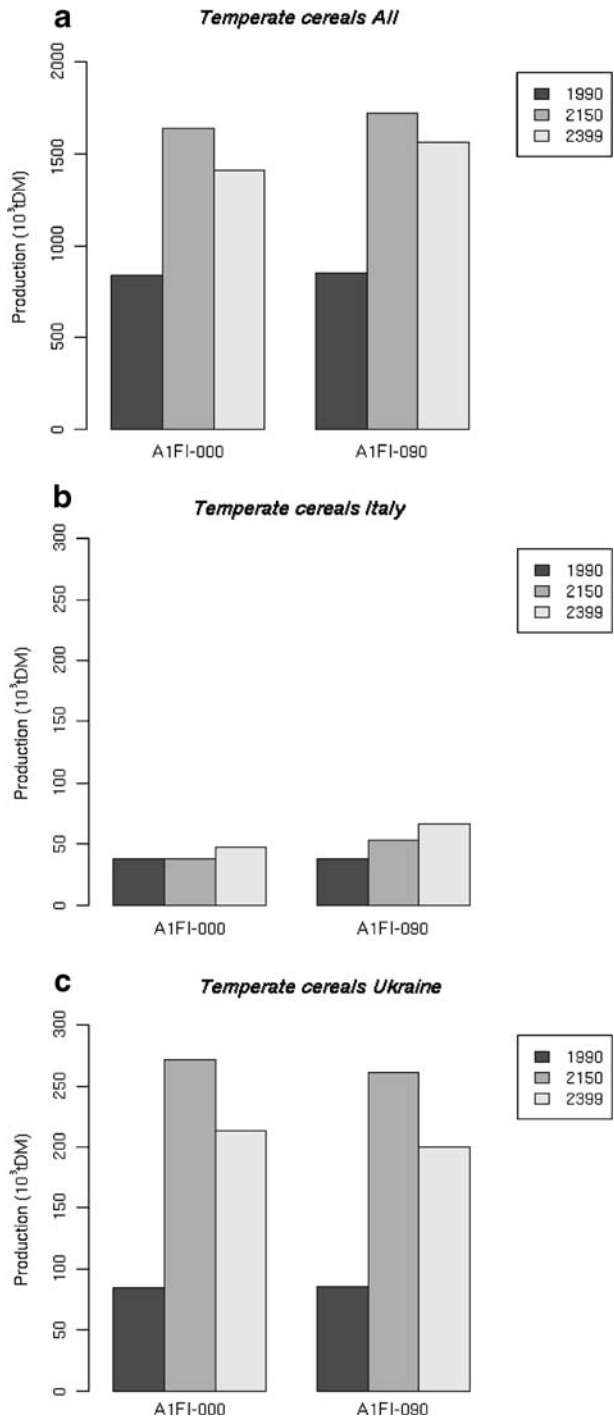 a
Temperate cereals All
Production (10³tDM)
2000
1500
1000
500
0
A1FI-000 A1FI-090
1990
2150
2399
b
Temperate cereals Italy
Production (10³tDM)
300
250
200
150
100
50
0
A1FI-000 A1FI-090
1990
2150
2399
c
Temperate cereals Ukraine
Production (10³tDM)
300
250
200
150
100
50
0
A1FI-000 A1FI-090
1990
2150
2399